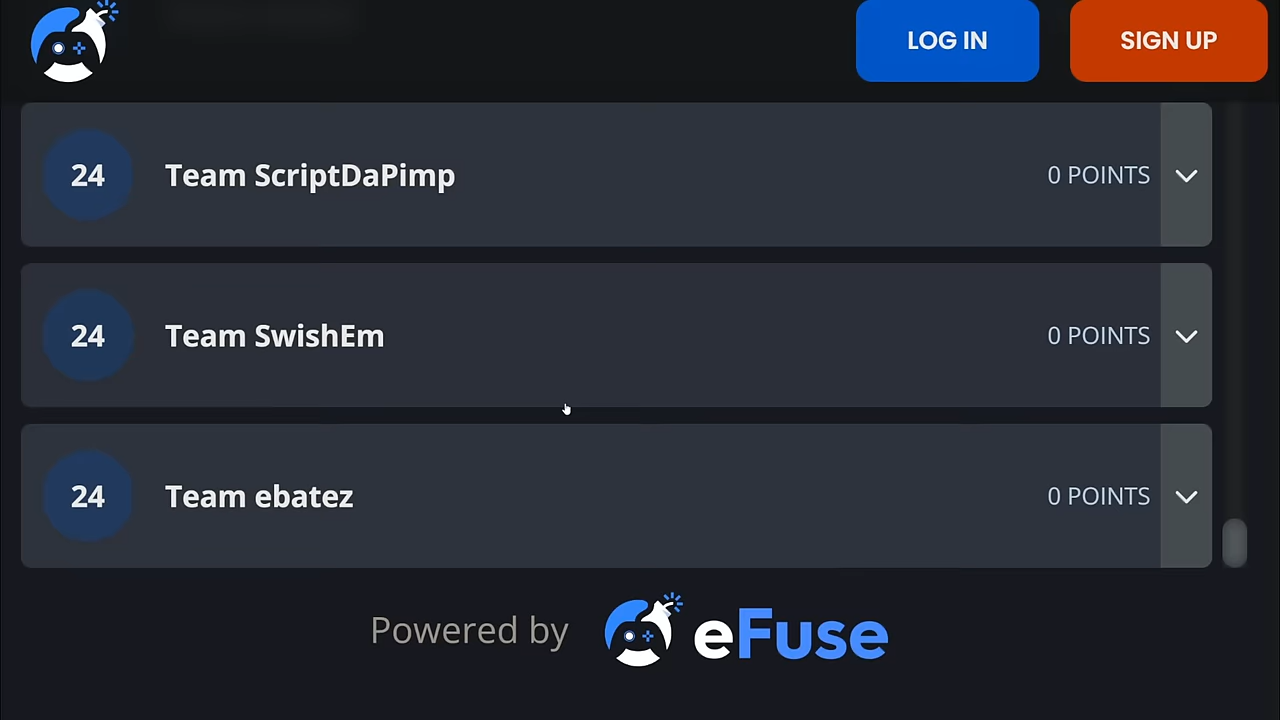 LOG IN
SIGN UP
24
Team ScriptDaPimp
0 POINTS
24
Team SwishEm
0 POINTS
24
Team ebatez
0 POINTS
Powered by eFuse